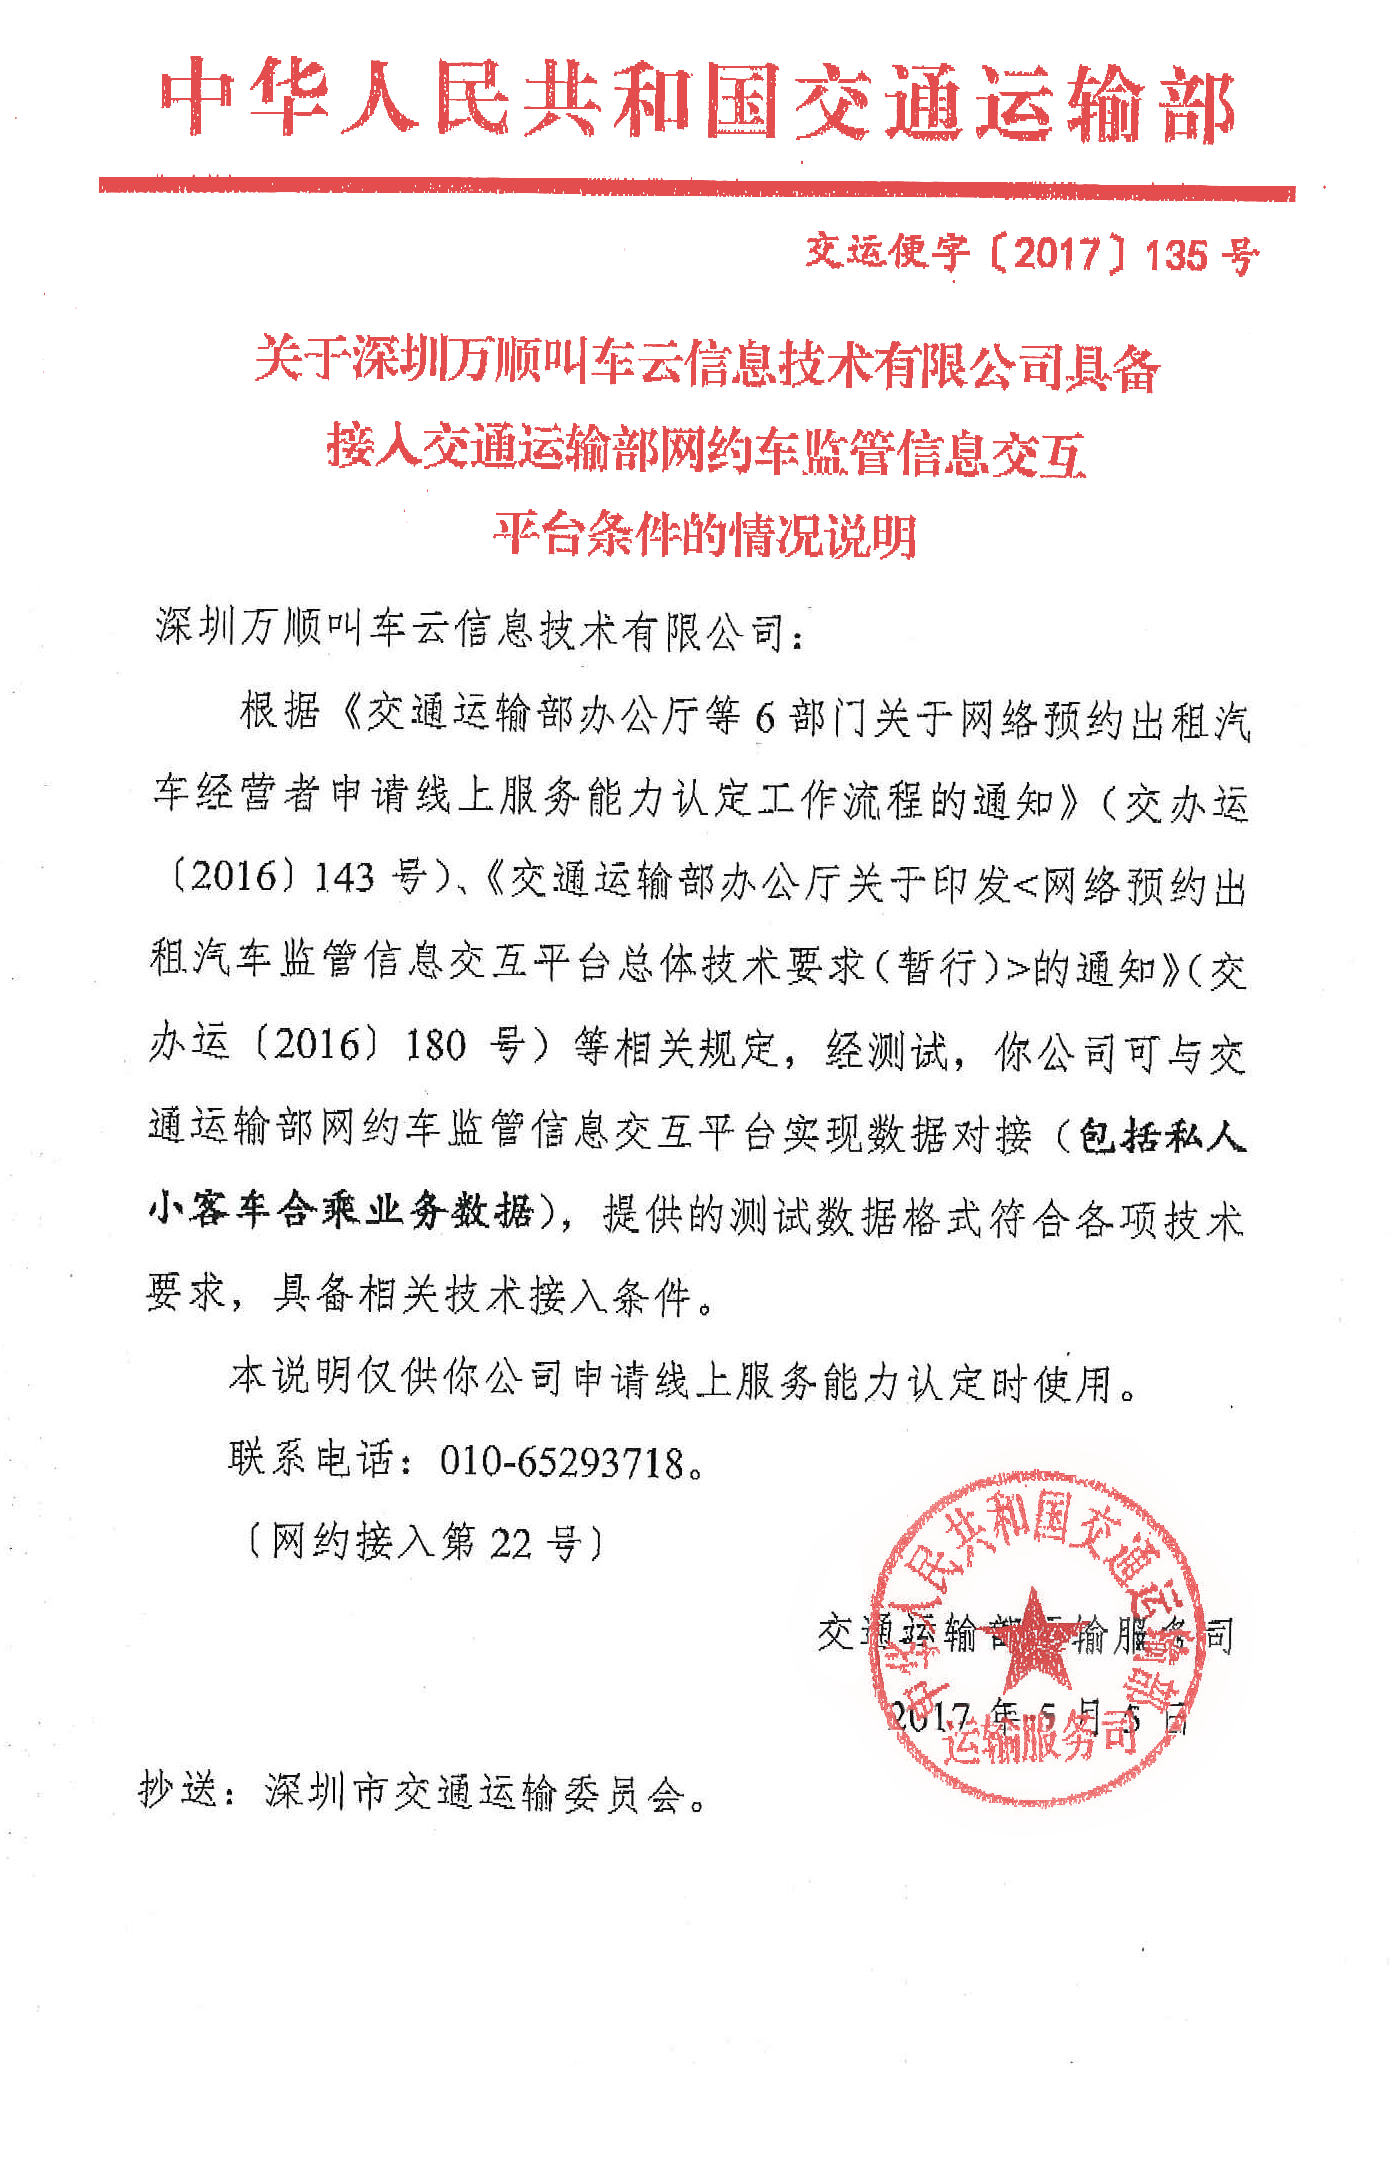 中华人民共和国交通运输部
交运便字〔2017〕135号
关于深圳万顺叫车云信息技术有限公司具备
接入交通运输部网约车监管信息交互
平台条件的情况说明
深圳万顺叫车云信息技术有限公司：
根据《交通运输部办公厅等6部门关于网络预约出租汽
车经营者申请线上服务能力认定工作流程的通知》（交办运
〔2016〕143号）、《交通运输部办公厅关于印发<网络预约出
租汽车监管信息交互平台总体技术要求（暂行）>的通知》（交
办运〔2016〕180号）等相关规定，经测试，你公司可与交
通运输部网约车监管信息交互平台实现数据对接（包括私人
小客车合乘业务数据），提供的测试数据格式符合各项技术
要求，具备相关技术接入条件。
本说明仅供你公司申请线上服务能力认定时使用。
联系电话：010-65293718。
〔网约接入第22号〕
交通运输部运输服务司
2017年5月5日
中华人民共和国交通运输部
运输服务司
抄送：深圳市交通运输委员会。